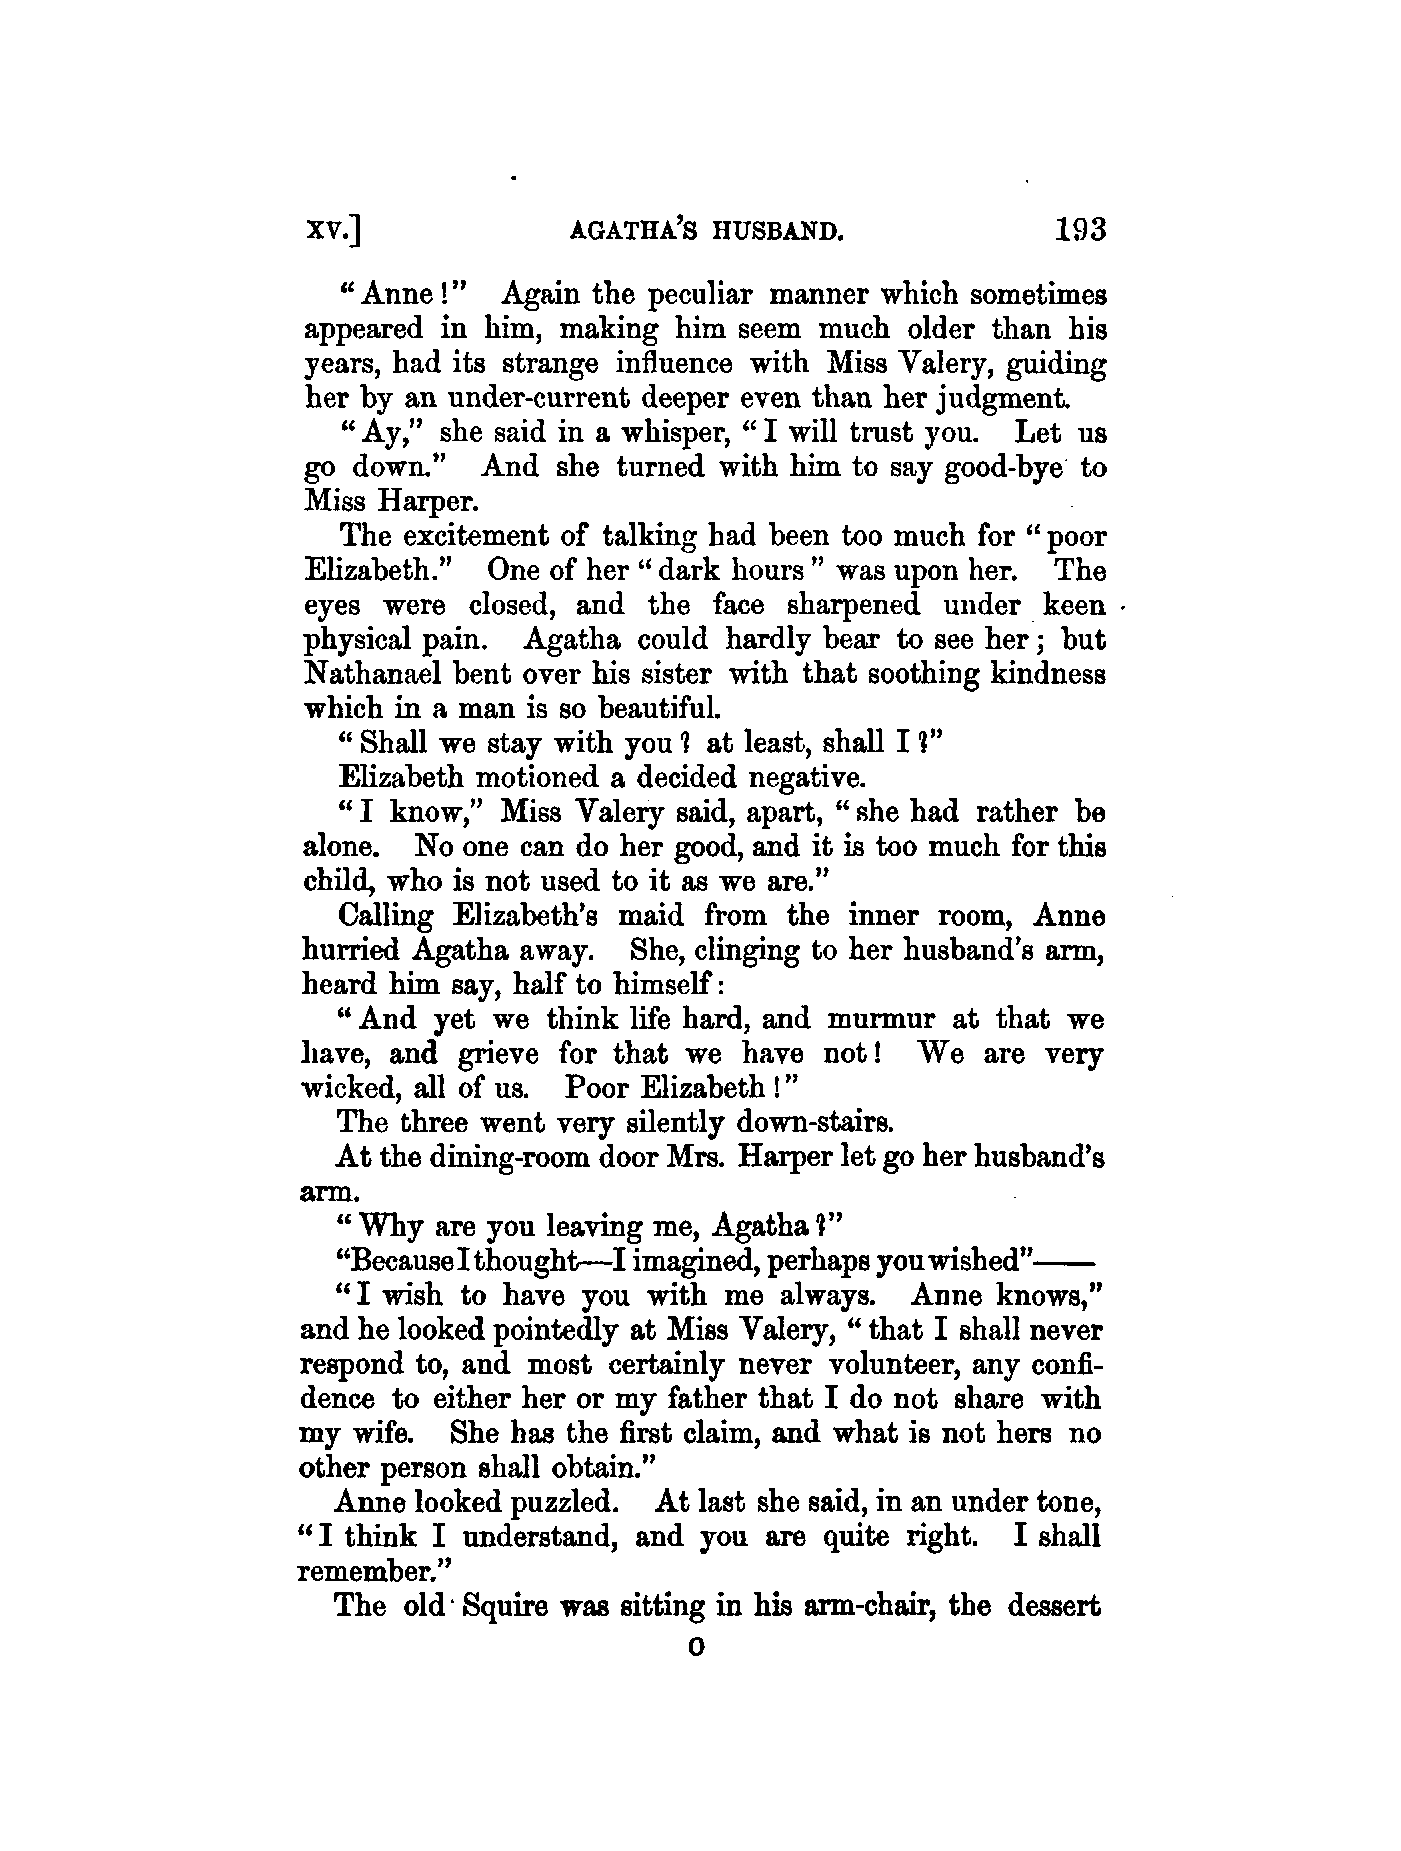 XV.] AGATHA'S HUSBAND. 193
“Anne!” Again the peculiar manner which sometimes
appeared in him, making him seem much older than his
years, had its strange influence with Miss Valery, guiding
her by an under-current deeper even than her judgment.
“Ay,” she said in a whisper, “I will trust you. Let us
go down.” And she turned with him to say good-bye to
Miss Harper.
The excitement of talking had been too much for “poor
Elizabeth.” One of her “dark hours” was upon her. The
eyes were closed, and the face sharpened under keen
physical pain. Agatha could hardly bear to see her; but
Nathanael bent over his sister with that soothing kindness
which in a man is so beautiful.
“Shall we stay with you? at least, shall I?”
Elizabeth motioned a decided negative.
“I know,” Miss Valery said, apart, “she had rather be
alone. No one can do her good, and it is too much for this
child, who is not used to it as we are.”
Calling Elizabeth's maid from the inner room, Anne
hurried Agatha away. She, clinging to her husband's arm,
heard him say, half to himself:
“And yet we think life hard, and murmur at that we
have, and grieve for that we have not! We are very
wicked, all of us. Poor Elizabeth!”
The three went very silently down-stairs.
At the dining-room door Mrs. Harper let go her husband's
arm.
“Why are you leaving me, Agatha?”
“Because I thought—I imagined, perhaps you wished”——
“I wish to have you with me always. Anne knows,”
and he looked pointedly at Miss Valery, “that I shall never
respond to, and most certainly never volunteer, any confi-
dence to either her or my father that I do not share with
my wife. She has the first claim, and what is not hers no
other person shall obtain.”
Anne looked puzzled. At last she said, in an under tone,
“I think I understand, and you are quite right. I shall
remember.”
The old Squire was sitting in his arm-chair, the dessert
O